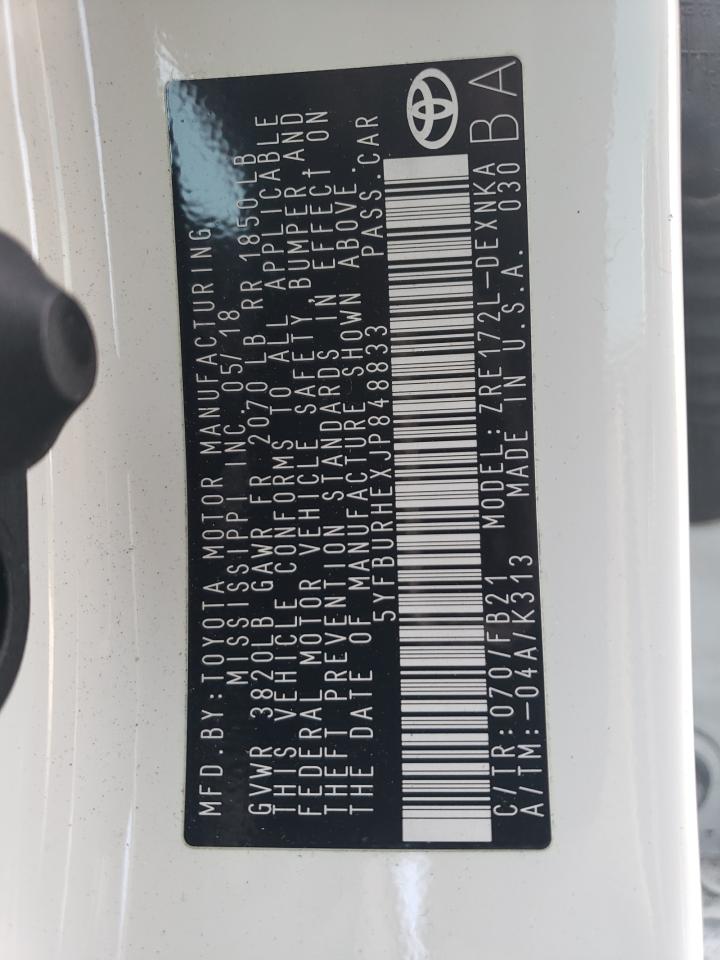 MFD.BY:TOYOTA MOTOR MANUFACTURING
MISSISSIPPI INC. 05/18
GVWR 3820LB GAWR FR 2070 LB RR 1850 LB
THIS VEHICLE CONFORMS TO ALL APPLICABLE
FEDERAL MOTOR VEHICLE SAFETY, BUMPER, AND
THEFT PREVENTION STANDARDS IN EFFECT ON
THE DATE OF MANUFACTURE SHOWN ABOVE.
5YFBURHEXJP848833 PASS.CAR
C/TR:070/FB21 MODEL:ZRE172L-DEXNKA
A/TM:-04A/K313 MADE IN U.S.A. 030
BA